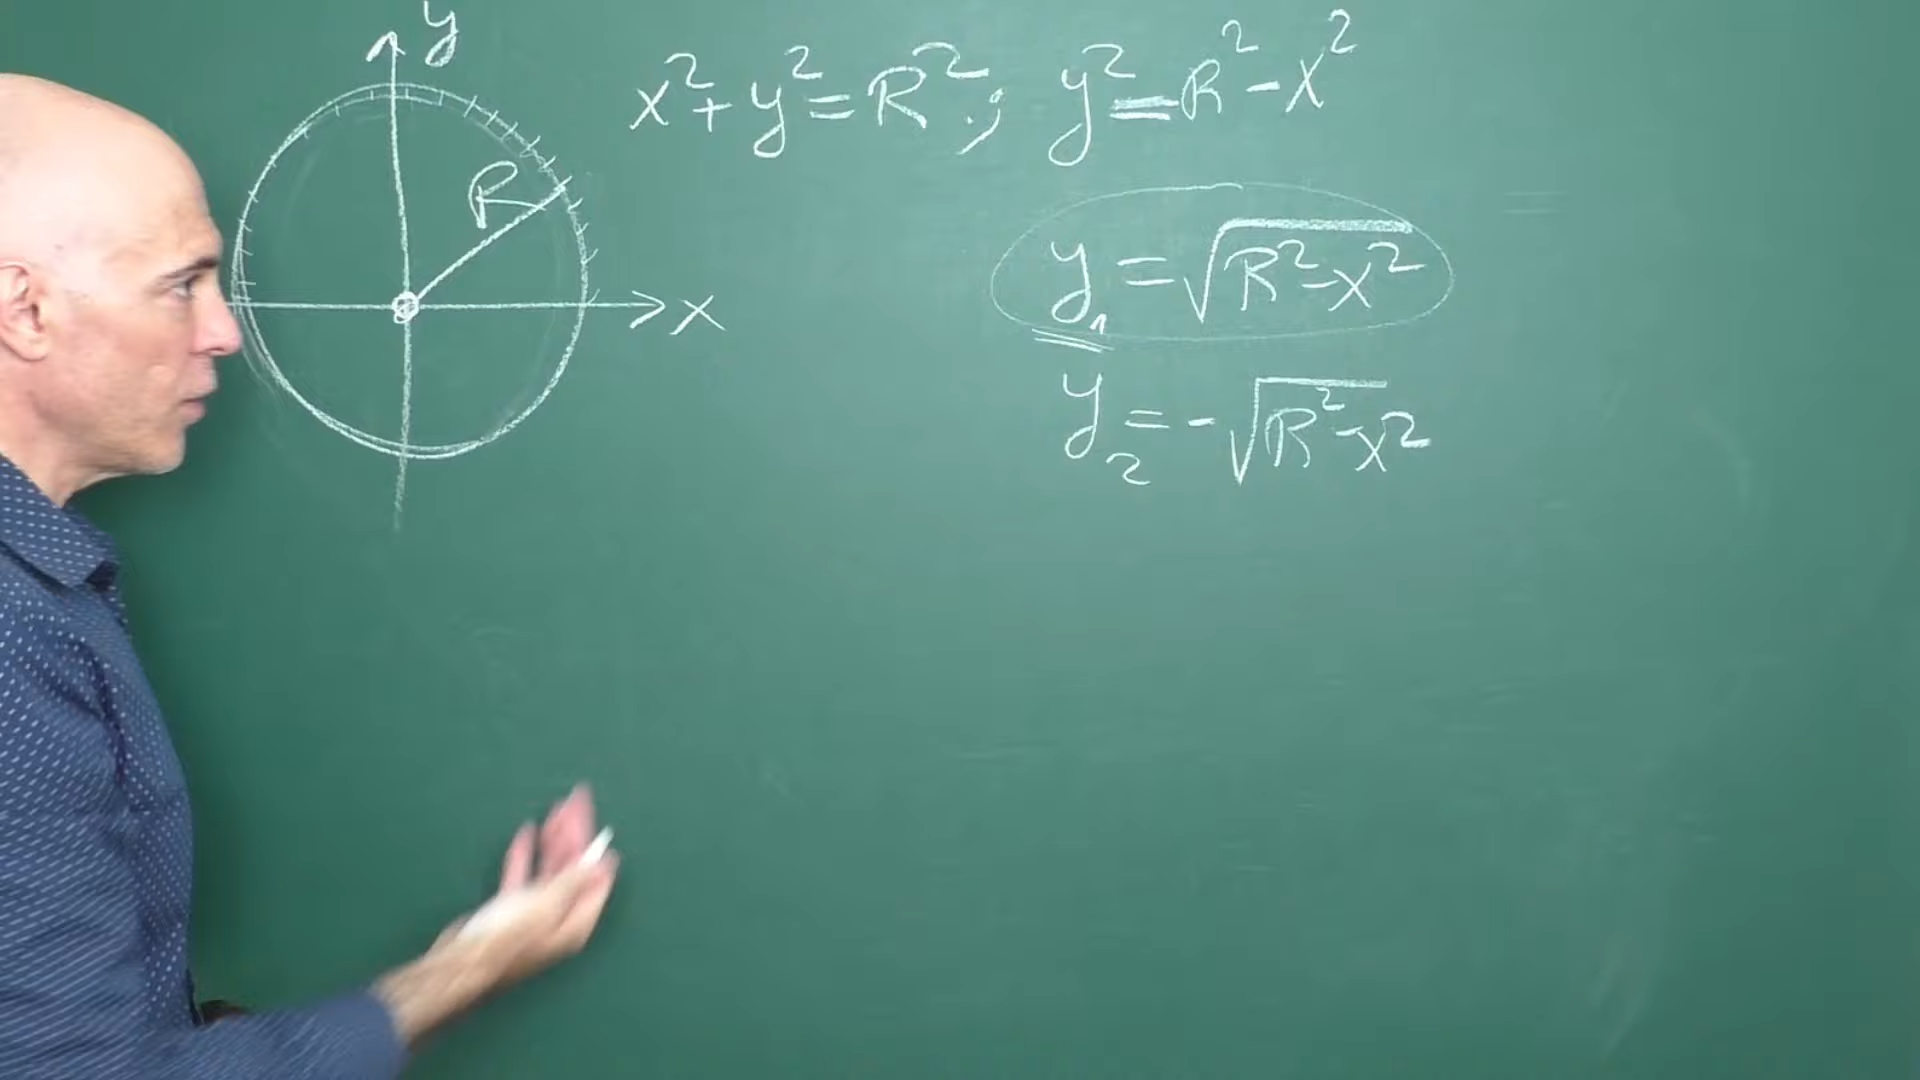 y
x²+y²=R²; y²=R²-x²
R
y₁=√R²-x²
x
y₂=-√R²-x²